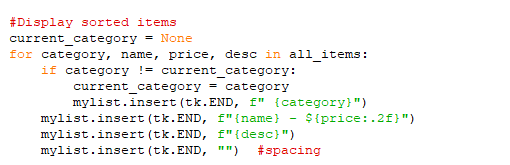 #Display sorted items
current_category = None
for category, name, price, desc in all_items:
    if category != current_category:
        current_category = category
        mylist.insert(tk.END, f" {category}")
    mylist.insert(tk.END, f"{name} - ${price:.2f}")
    mylist.insert(tk.END, f"{desc}")
    mylist.insert(tk.END, "")  #spacing